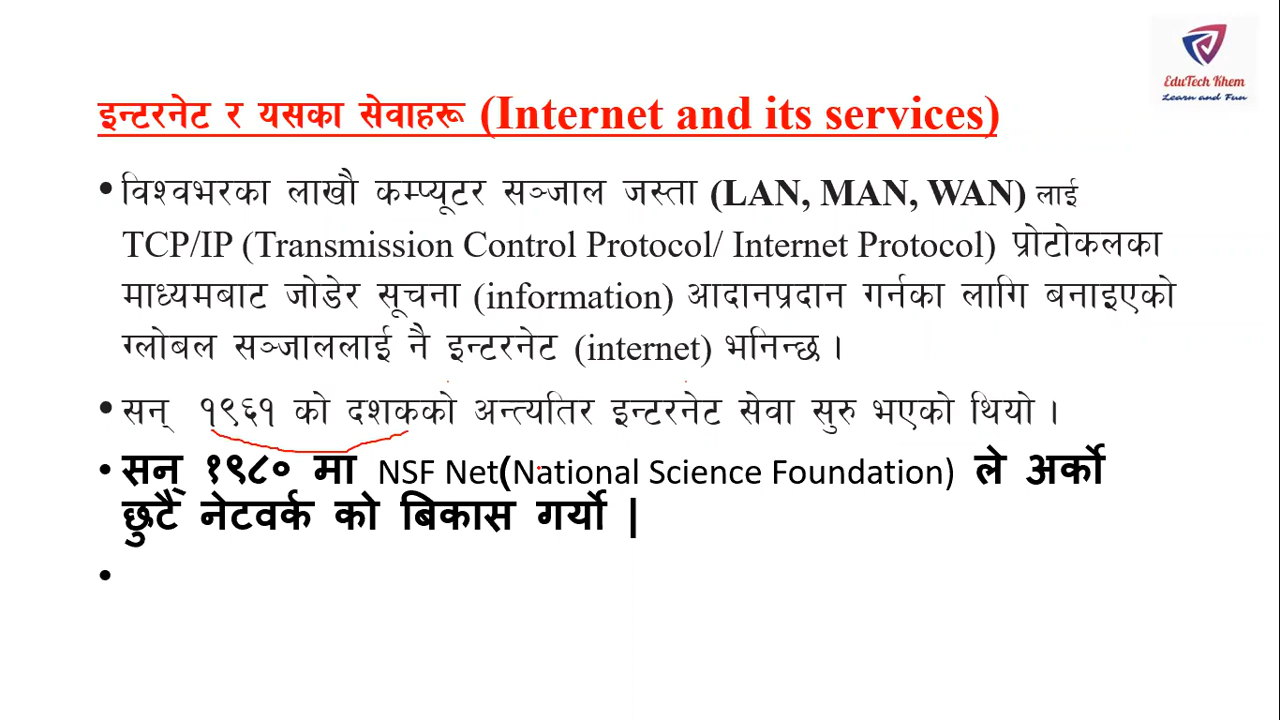 EduTech Khem
Learn and Fun
इन्टरनेट र यसका सेवाहरू (Internet and its services)
• विश्वभरका लाखौ कम्प्यूटर सञ्जाल जस्ता (LAN, MAN, WAN) लाई
TCP/IP (Transmission Control Protocol/ Internet Protocol) प्रोटोकलका
माध्यमबाट जोडेर सूचना (information) आदानप्रदान गर्नका लागि बनाइएको
ग्लोबल सञ्जाललाई नै इन्टरनेट (internet) भनिन्छ ।
• सन् १९६१ को दशकको अन्त्यतिर इन्टरनेट सेवा सुरु भएको थियो ।
• सन् १९८० मा NSF Net(National Science Foundation) ले अर्को
छुटै नेटवर्क को बिकास गर्यो |
•